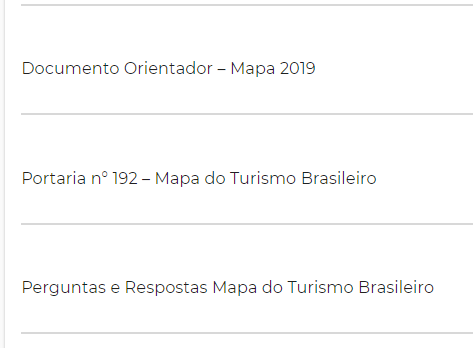 Documento Orientador – Mapa 2019
Portaria nº 192 – Mapa do Turismo Brasileiro
Perguntas e Respostas Mapa do Turismo Brasileiro